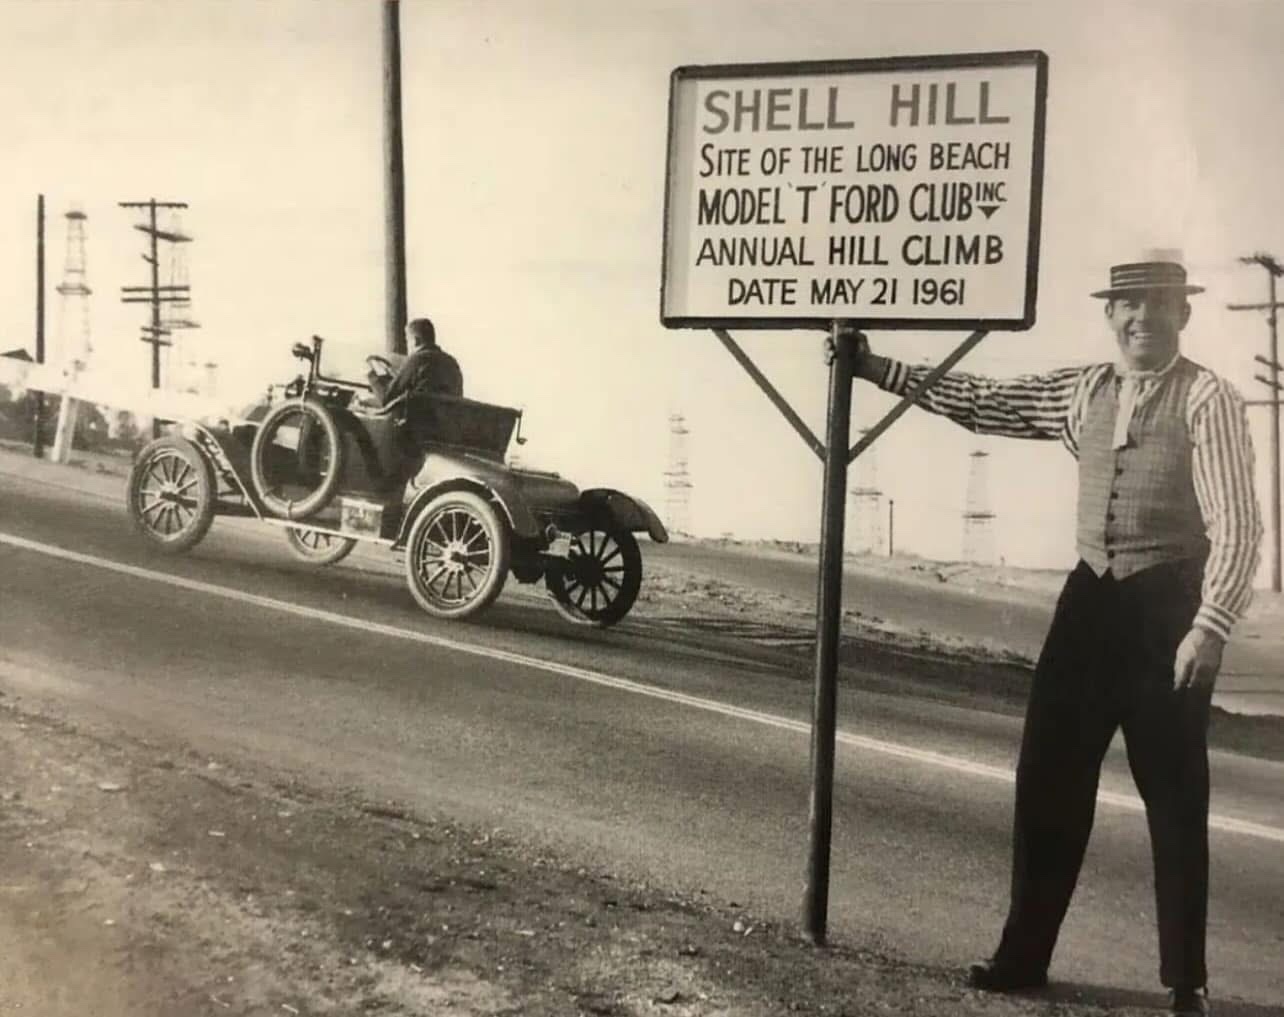 SHELL HILL
SITE OF THE LONG BEACH
MODEL 'T' FORD CLUB INC
ANNUAL HILL CLIMB
DATE MAY 21 1961